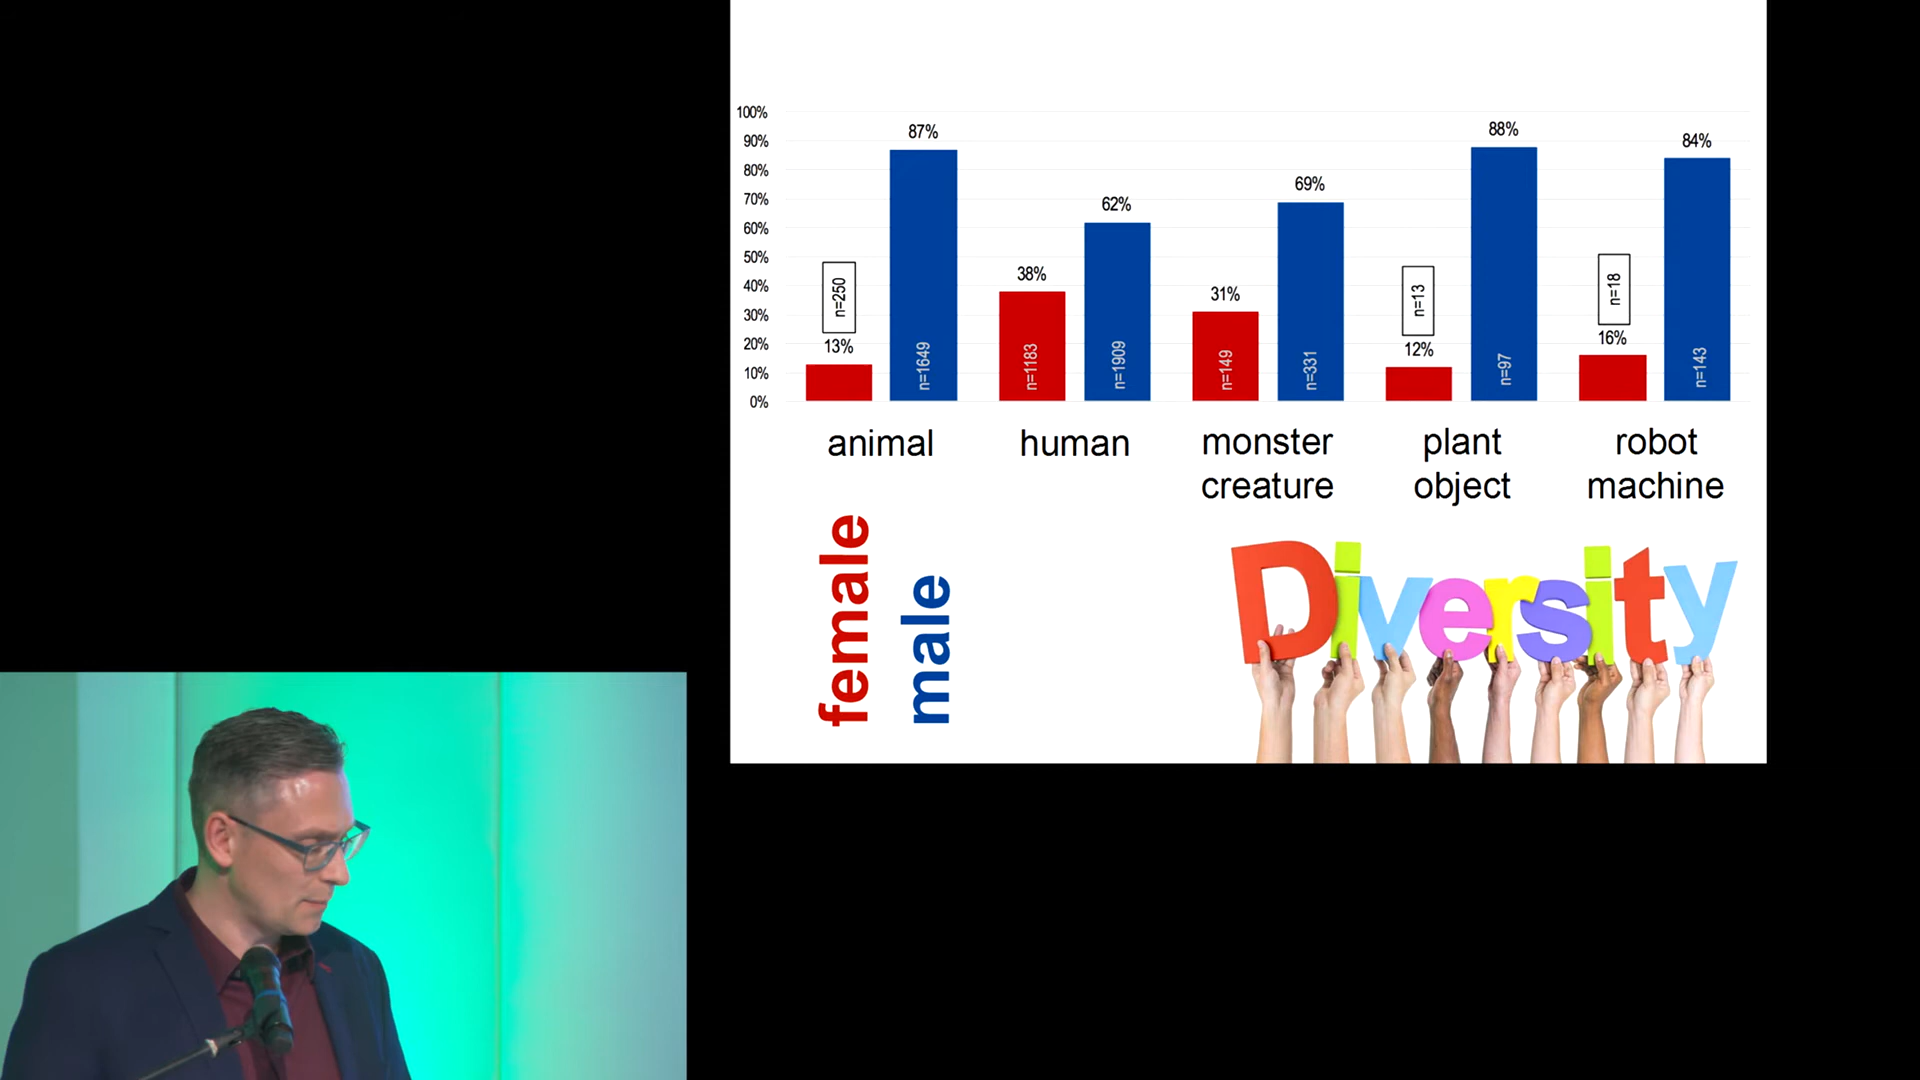 100%
90%
80%
70%
60%
50%
40%
30%
20%
10%
0%
n=250
13%
87%
n=1649
38%
n=1183
62%
n=1909
31%
n=149
69%
n=331
n=13
12%
88%
n=97
n=18
16%
84%
n=143
animal
human
monster
creature
plant
object
robot
machine
female
male
Diversity